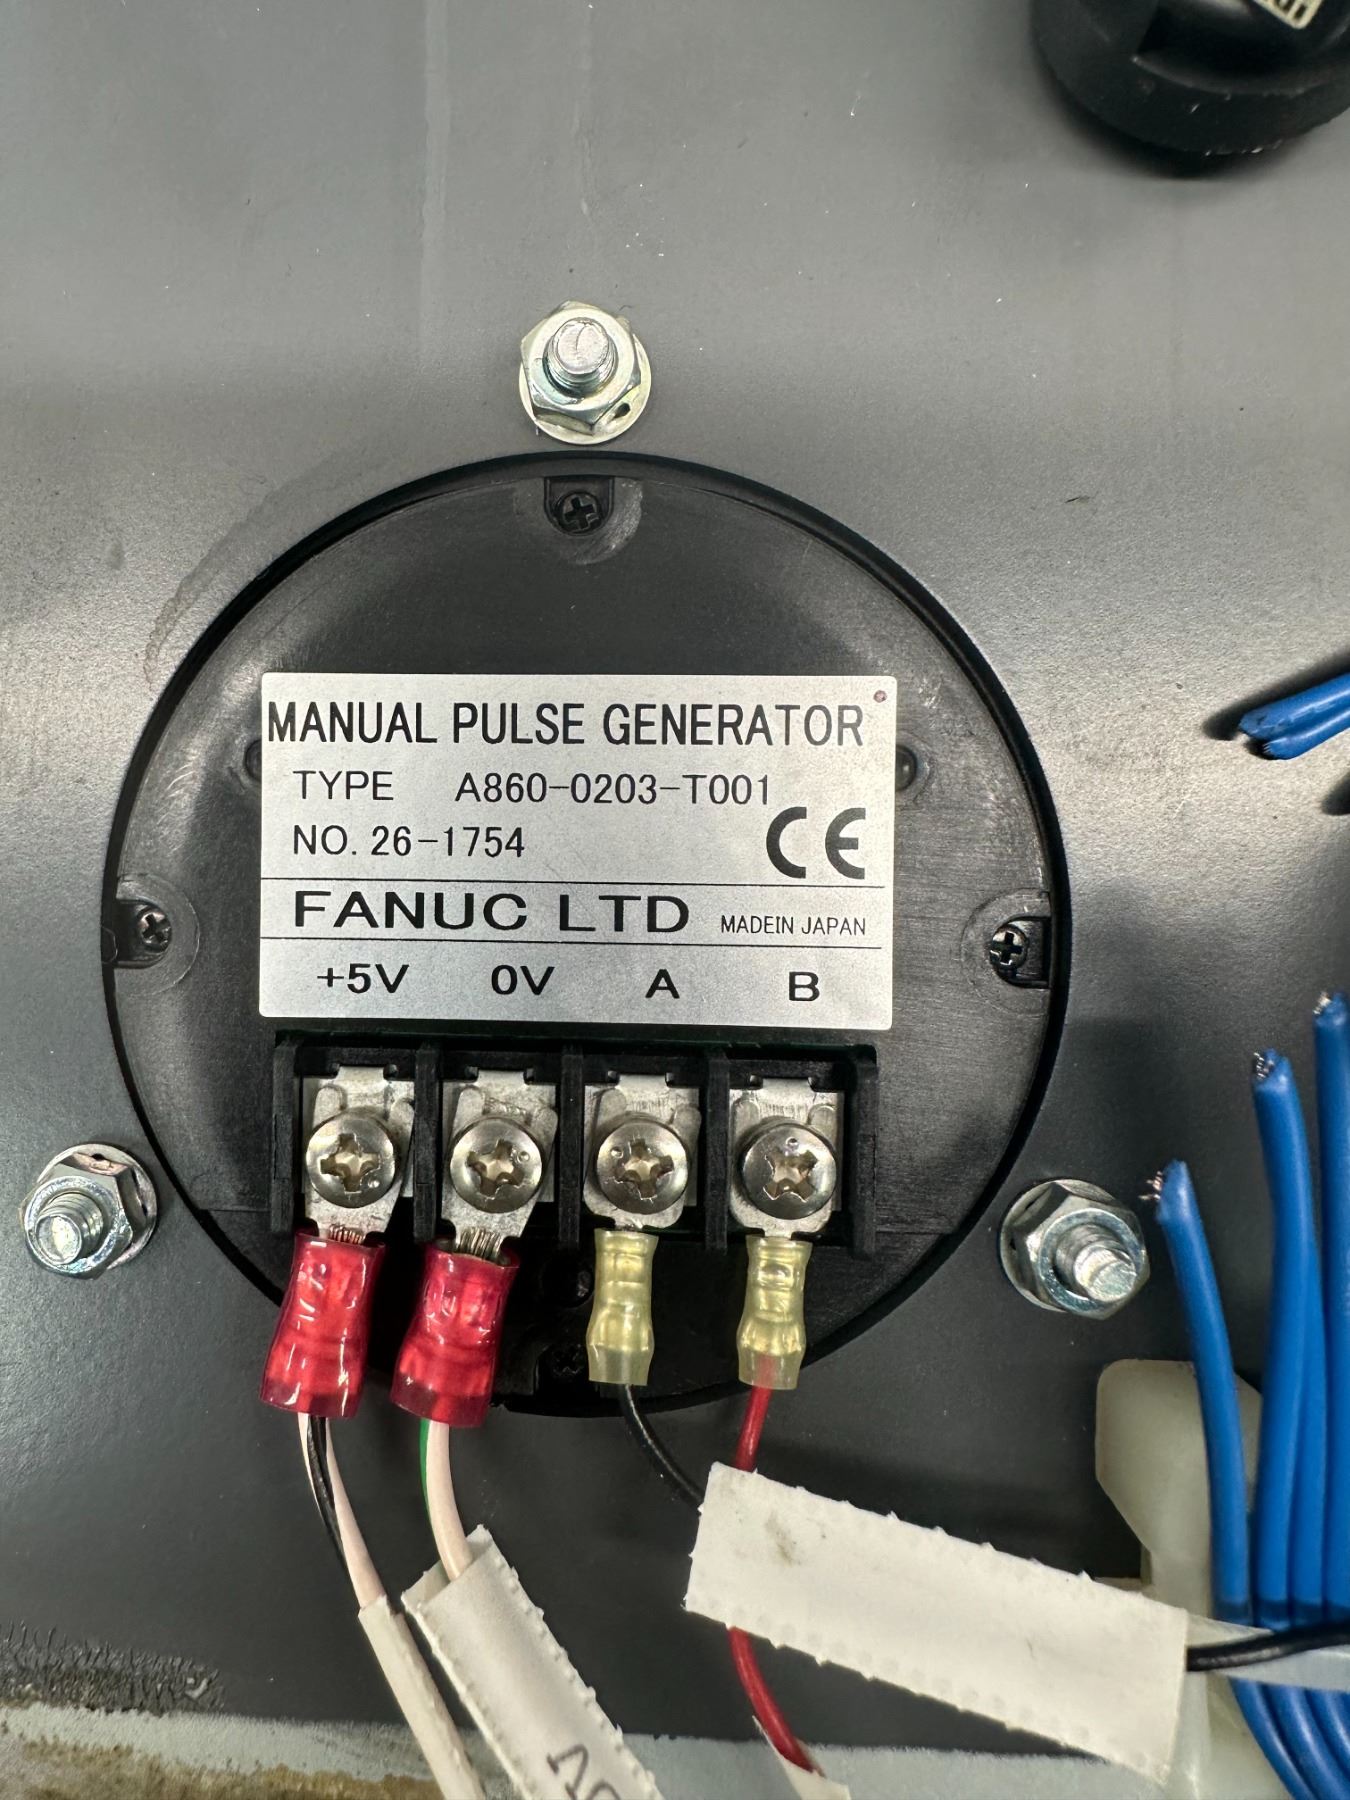 MANUAL PULSE GENERATOR
TYPE A860-0203-T001
NO. 26-1754
CE
FANUC LTD MADEIN JAPAN
+5V 0V A B